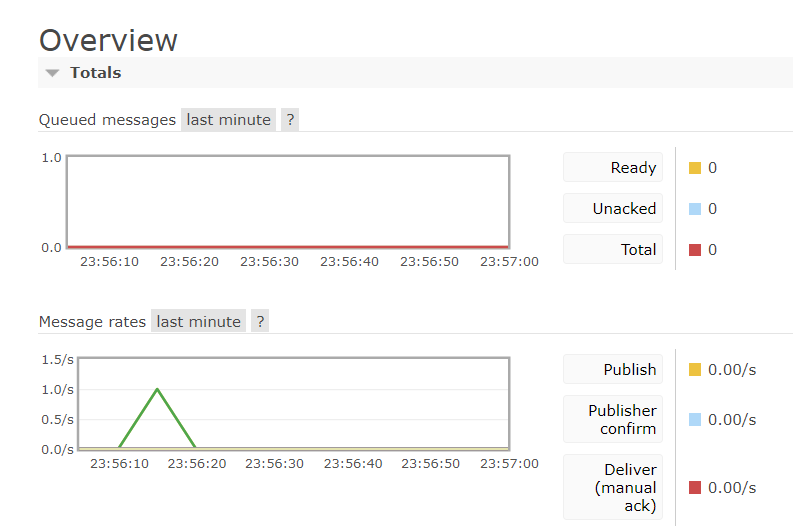 Overview
Totals
Queued messages last minute ?
1.0
0.0
23:56:10 23:56:20 23:56:30 23:56:40 23:56:50 23:57:00
Ready 0
Unacked 0
Total 0
Message rates last minute ?
1.5/s
1.0/s
0.5/s
0.0/s
23:56:10 23:56:20 23:56:30 23:56:40 23:56:50 23:57:00
Publish 0.00/s
Publisher
confirm 0.00/s
Deliver
(manual 0.00/s
ack)